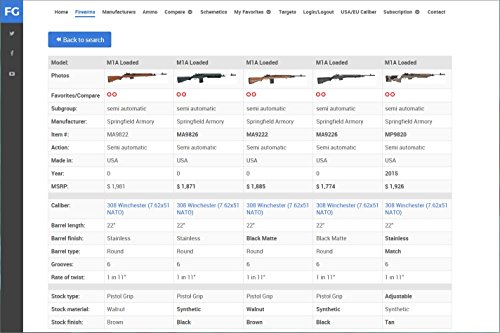 FG
Home Firearms Manufacturers Ammo Compare Schematics My Favorites Targets Login/Logout USA/EU Caliber Subscription Contact
Back to search
Model: M1A Loaded M1A Loaded M1A Loaded M1A Loaded M1A Loaded
Photos
Favorites/Compare
Subgroup: semi automatic semi automatic semi automatic semi automatic semi automatic
Manufacturer: Springfield Armory Springfield Armory Springfield Armory Springfield Armory Springfield Armory
Item #: MA9822 MA9826 MA9222 MA9226 MP9820
Action: Semi automatic Semi automatic Semi automatic Semi automatic Semi automatic
Made in: USA USA USA USA USA
Year: 0 0 0 0 2015
MSRP: $ 1,981 $ 1,871 $ 1,885 $ 1,774 $ 1,926
Caliber: 308 Winchester (7.62x51 308 Winchester (7.62x51 308 Winchester (7.62x51 308 Winchester (7.62x51 308 Winchester (7.62x51
NATO) NATO) NATO) NATO) NATO)
Barrel length: 22" 22" 22" 22" 22"
Barrel finish: Stainless Stainless Black Matte Black Matte Stainless
Barrel type: Round Round Round Round Match
Grooves: 6 6 6 6 6
Rate of twist: 1 in 11" 1 in 11" 1 in 11" 1 in 11" 1 in 11"
Stock type: Pistol Grip Pistol Grip Pistol Grip Pistol Grip Adjustable
Stock material: Walnut Synthetic Walnut Synthetic Synthetic
Stock finish: Brown Black Brown Black Tan